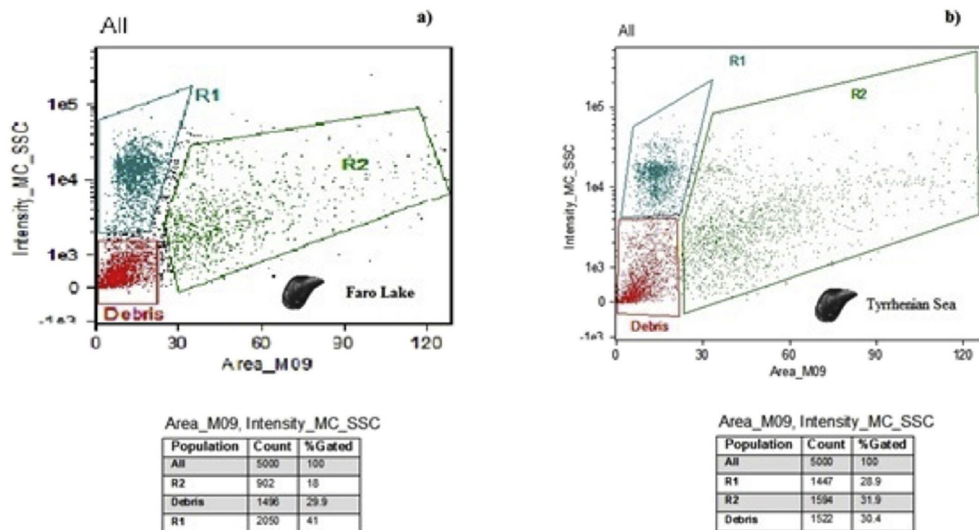 All
a)
R1
R2
Debris
Faro Lake
Intensity_MC_SSC
1e5
1e4
1e3
0
-1e3
0 30 60 90 120
Area_M09
Area_M09, Intensity_MC_SSC
Population Count %Gated
All 5000 100
R2 902 18
Debris 1496 29.9
R1 2050 41
b)
All
R1
R2
Debris
Tyrrhenian Sea
Intensity_MC_SSC
1e5
1e4
1e3
0
-1e3
0 30 60 90 120
Area_M09
Area_M09, Intensity_MC_SSC
Population Count %Gated
All 5000 100
R1 1447 28.9
R2 1594 31.9
Debris 1522 30.4